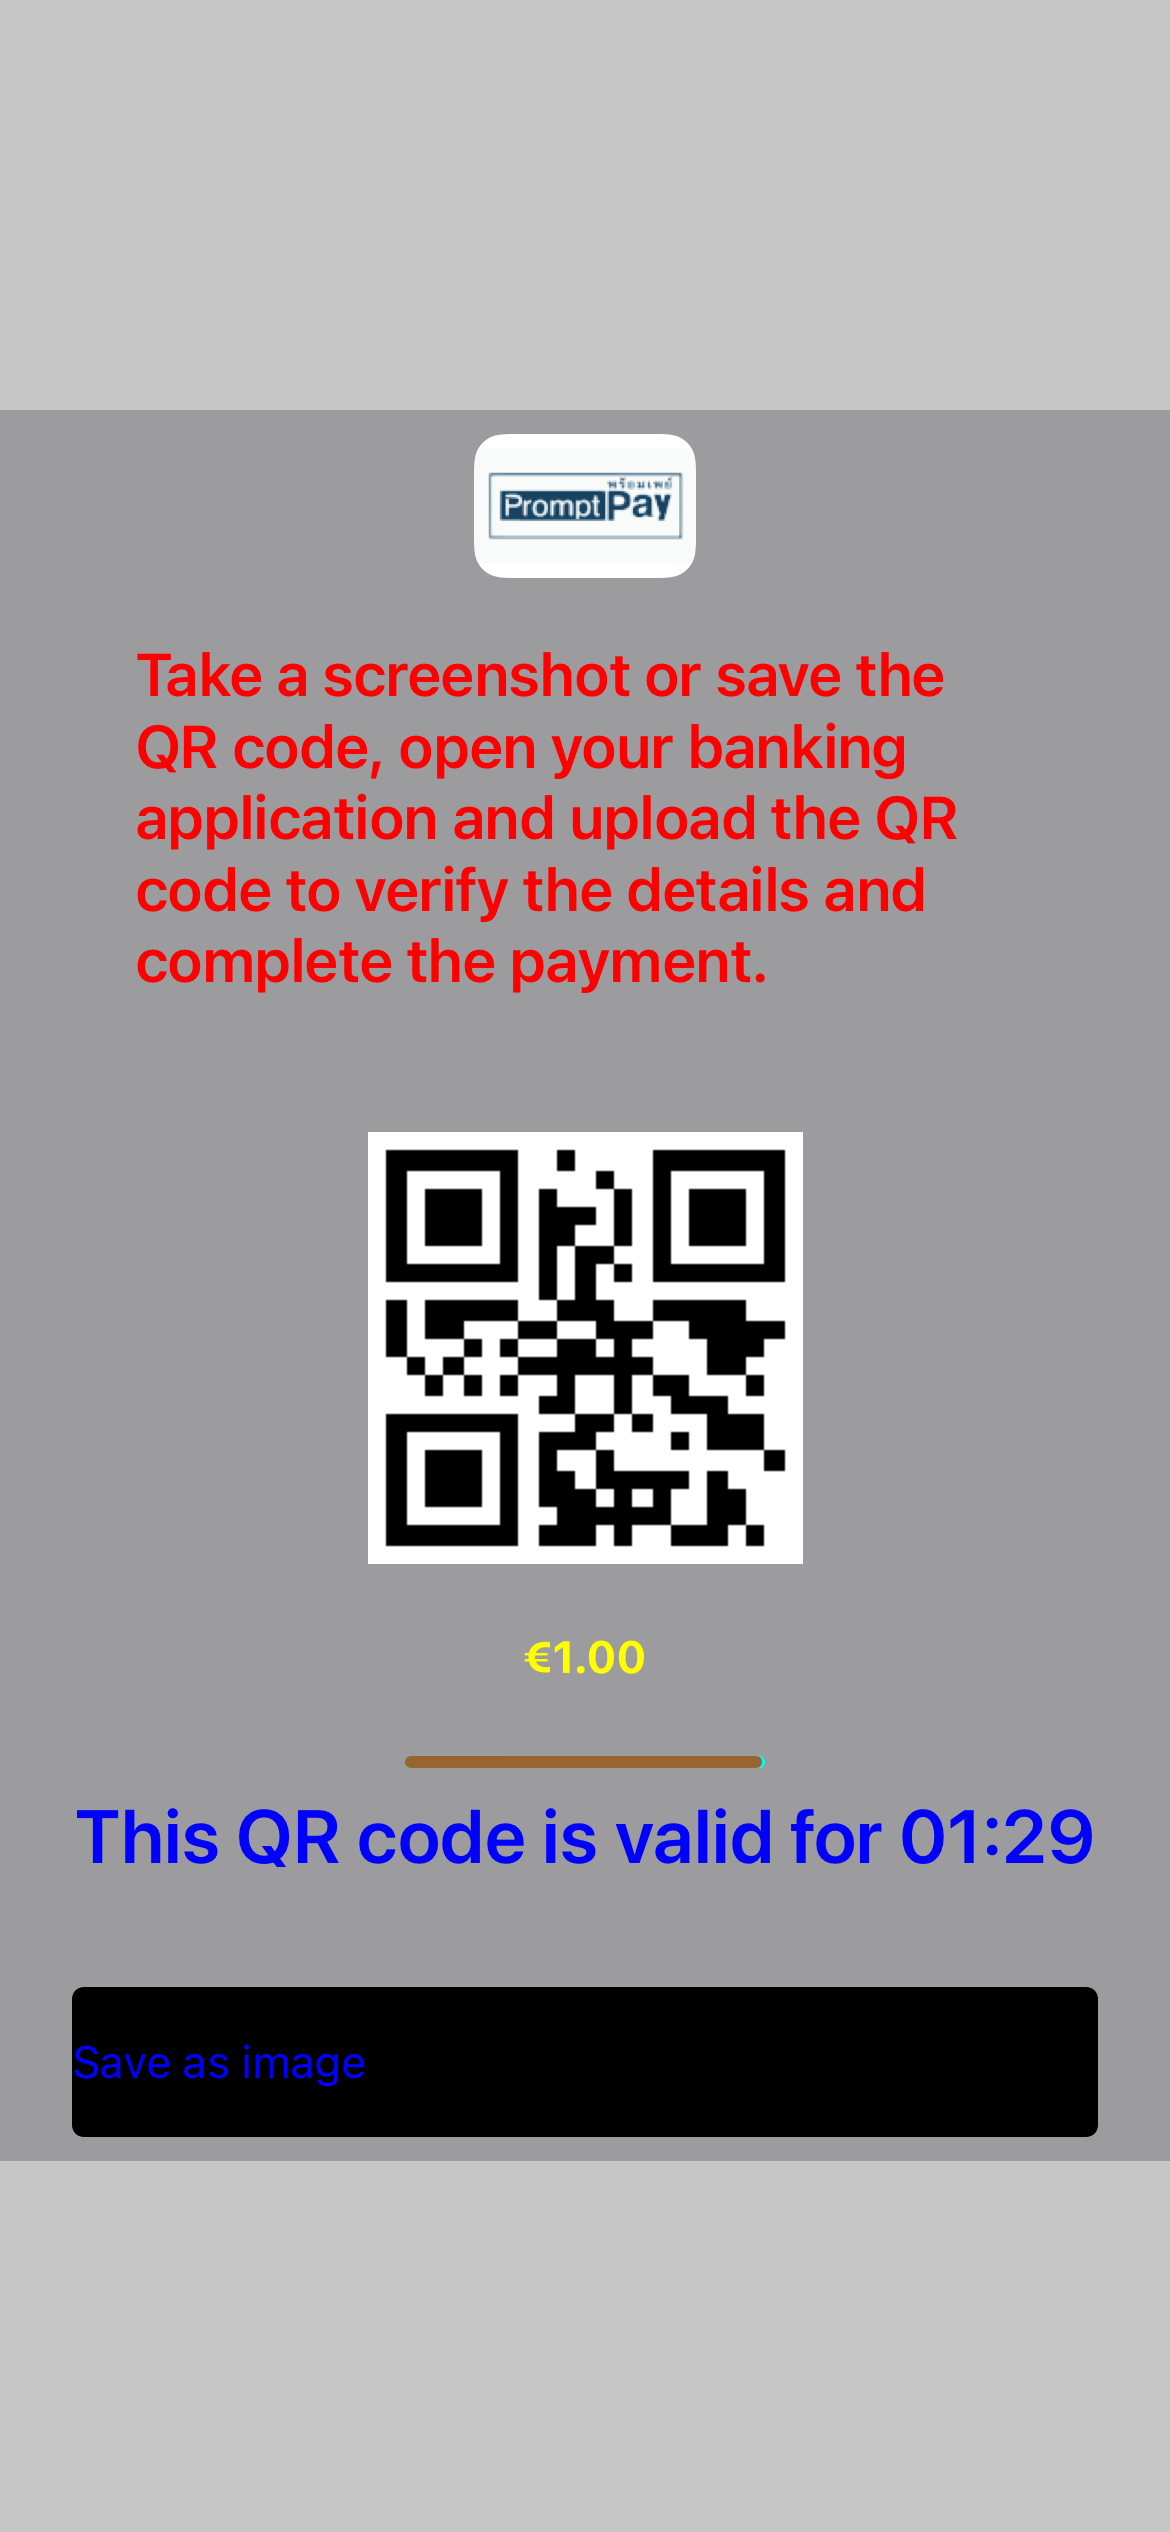 พร้อมเพย์
Prompt Pay
Take a screenshot or save the
QR code, open your banking
application and upload the QR
code to verify the details and
complete the payment.
€1.00
This QR code is valid for 01:29
Save as image